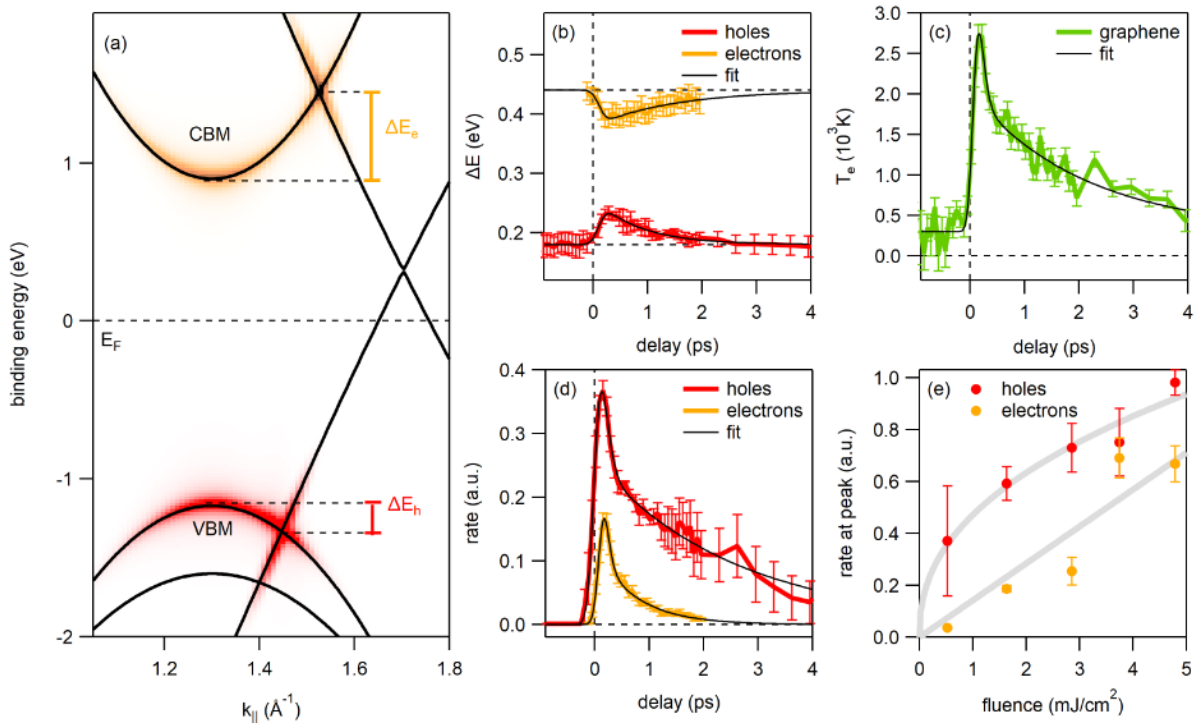 (a)
CBM
ΔE_e
E_F
ΔE_h
VBM
1
0
-1
-2
binding energy (eV)
1.2
1.4
1.6
1.8
k_|| (Å⁻¹)
(b)
holes
electrons
fit
0.5
0.4
0.3
0.2
ΔE (eV)
0
1
2
3
4
delay (ps)
(c)
graphene
fit
3.0
2.5
2.0
1.5
1.0
0.5
0.0
T_e (10³K)
0
1
2
3
4
delay (ps)
(d)
holes
electrons
fit
0.4
0.3
0.2
0.1
0.0
rate (a.u.)
0
1
2
3
4
delay (ps)
(e)
holes
electrons
1.0
0.8
0.6
0.4
0.2
0.0
rate at peak (a.u.)
0
1
2
3
4
5
fluence (mJ/cm²)